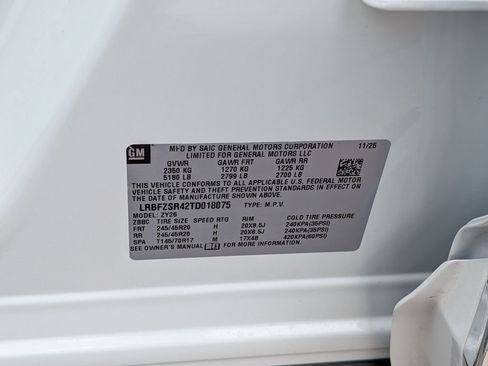 GM
MFD BY SAIC GENERAL MOTORS CORPORATION 11/25
LIMITED FOR GENERAL MOTORS LLC
GVWR GAWR FRT GAWR RR
2350 KG 1270 KG 1225 KG
5180 LB 2799 LB 2700 LB
THIS VEHICLE CONFORMS TO ALL APPLICABLE U.S. FEDERAL
MOTOR VEHICLE SAFETY
STANDARDS IN EFFECT ON
THE DATE OF MANUFACTURE SHOWN ABOVE.
LRBFZSR42TD018075 TYPE: M.P.V.
MODEL: ZY26
ZBBC TIRE SIZE SPEED RTG RIM COLD TIRE PRESSURE
FRT 245/45R20 H 20X8.5J 240KPA(35PSI)
RR 245/45R20 H 20X8.5J 240KPA(35PSI)
SPA T145/70R17 M 17X4B 420KPA(60PSI)
SEE OWNER'S MANUAL FOR MORE INFORMATION.